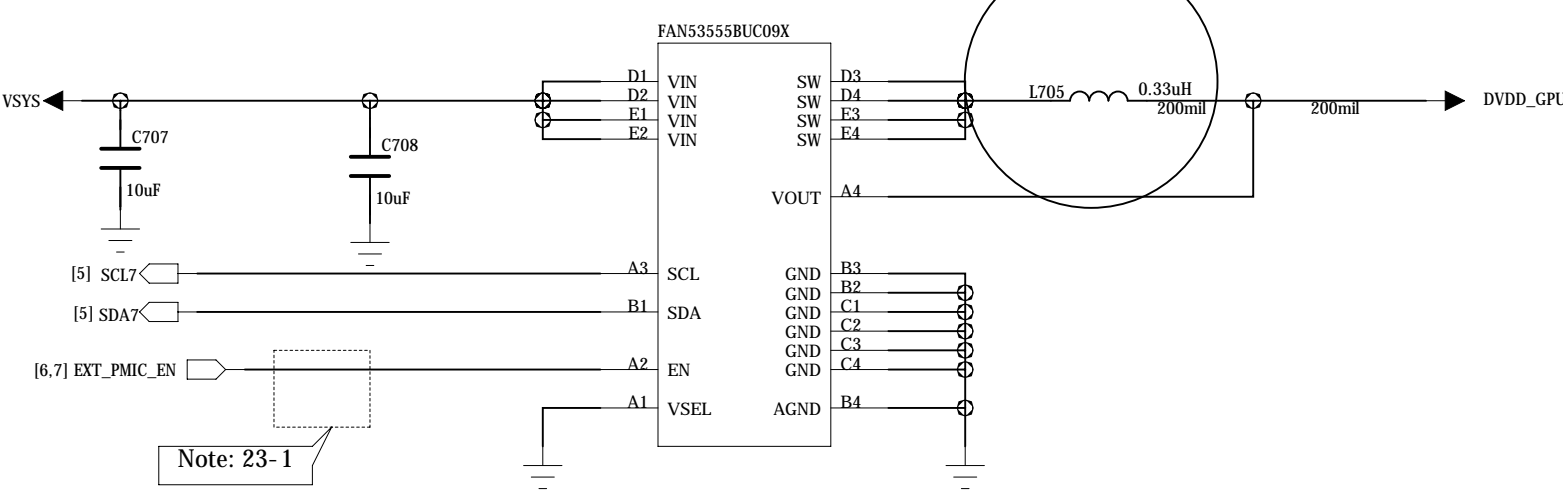 FAN53555BUC09X
D1 VIN SW D3
VSYS D2 VIN SW D4 L705 0.33uH 200mil 200mil DVDD_GPU
E1 VIN SW E3
E2 VIN SW E4
C707 10uF
C708 10uF
VOUT A4
[5] SCL7 A3 SCL GND B3
GND B2
[5] SDA7 B1 SDA GND C1
GND C2
GND C3
[6,7] EXT_PMIC_EN A2 EN GND C4
A1 VSEL AGND B4
Note: 23-1